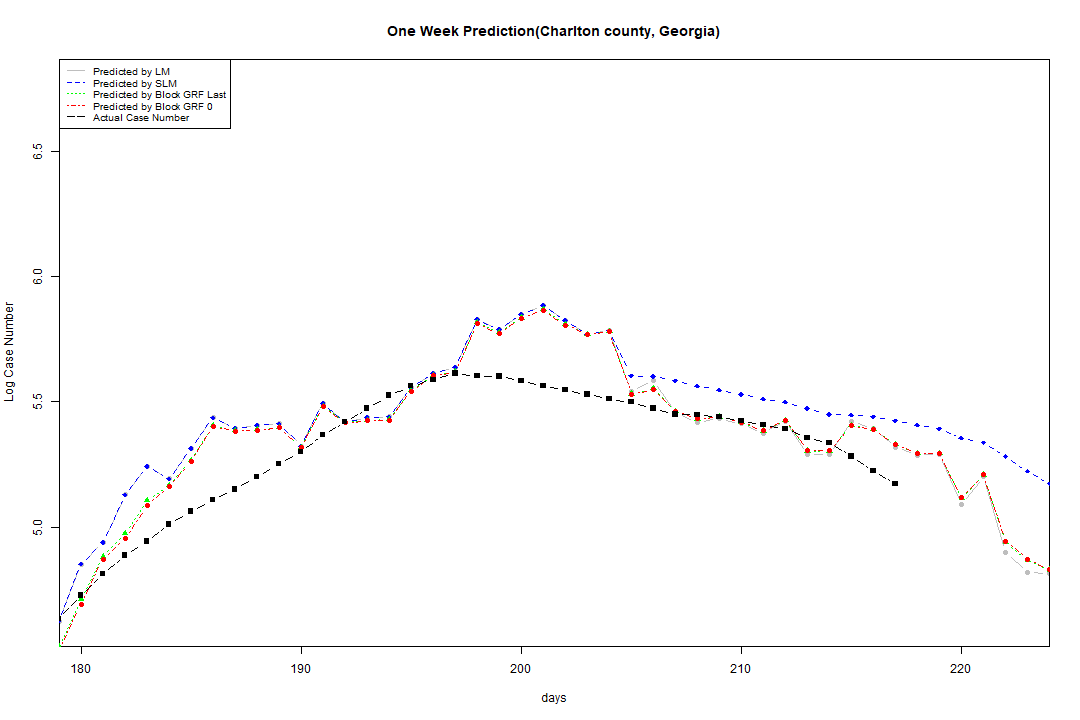 One Week Prediction(Charlton county, Georgia)
Predicted by LM
Predicted by SLM
Predicted by Block GRF Last
Predicted by Block GRF 0
Actual Case Number
Log Case Number
6.5
6.0
5.5
5.0
180 190 200 210 220
days